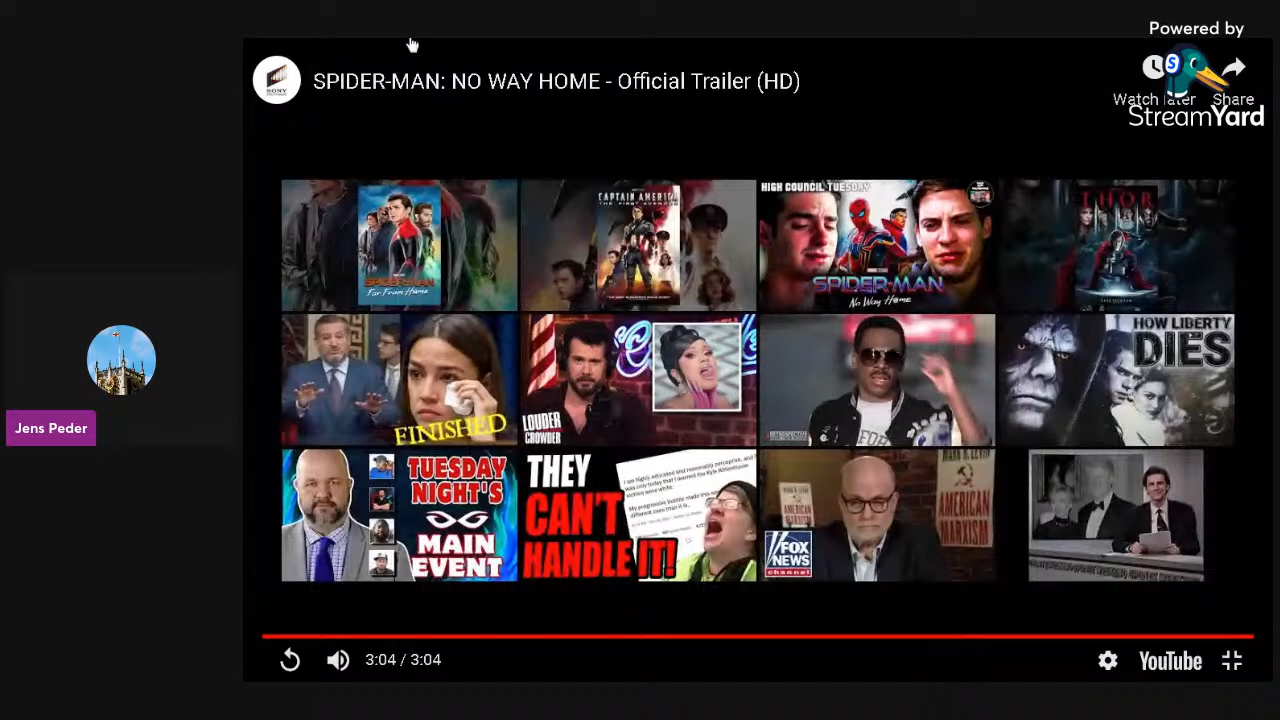 Powered by
SONY
SPIDER-MAN: NO WAY HOME - Official Trailer (HD)
Watch later
Share
StreamYard
SPIDER-MAN
Far From Home
CAPTAIN AMERICA
THE FIRST AVENGER
HIGH COUNCIL TUESDAY
SPIDER-MAN
No Way Home
THOR
FINISHED
LOUDER
CROWDER
HOW LIBERTY
DIES
Jens Peder
TUESDAY
NIGHT'S
MAIN
EVENT
THEY
CAN'T
HANDLE IT!
MARK R. LEVIN
AMERICAN
MARXISM
FOX
NEWS
channel
3:04 / 3:04
YouTube